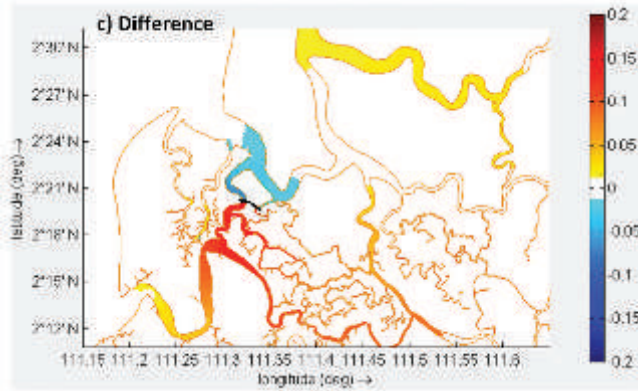 c) Difference
2°30' N
2°27' N
2°24' N
2°21' N
2°18' N
2°15' N
2°12' N
latitude (deg) →
111.15 111.2 111.25 111.3 111.35 111.4 111.45 111.5 111.55 111.6
longitude (deg) →
0.2
0.15
0.1
0.05
0
0.05
0.1
0.15
0.2